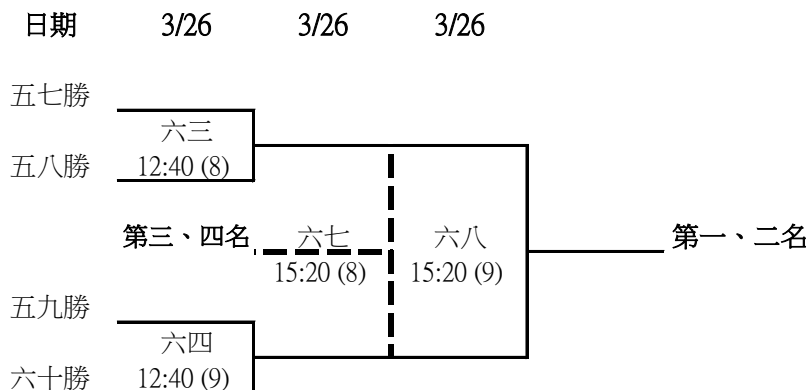 日期 3/26 3/26 3/26
五七勝
六三
五八勝 12:40 (8)
第三、四名 六七 六八 第一、二名
15:20 (8) 15:20 (9)
五九勝
六四
六十勝 12:40 (9)